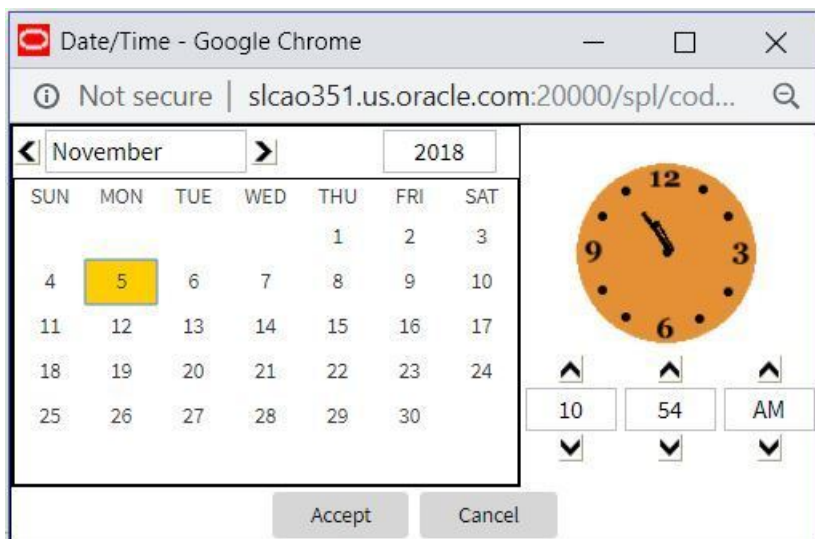 Date/Time - Google Chrome
Not secure | slcao351.us.oracle.com:20000/spl/cod...
November 2018
SUN MON TUE WED THU FRI SAT
1 2 3
4 5 6 7 8 9 10
11 12 13 14 15 16 17
18 19 20 21 22 23 24
25 26 27 28 29 30
12
9 3
6
10 54 AM
Accept Cancel